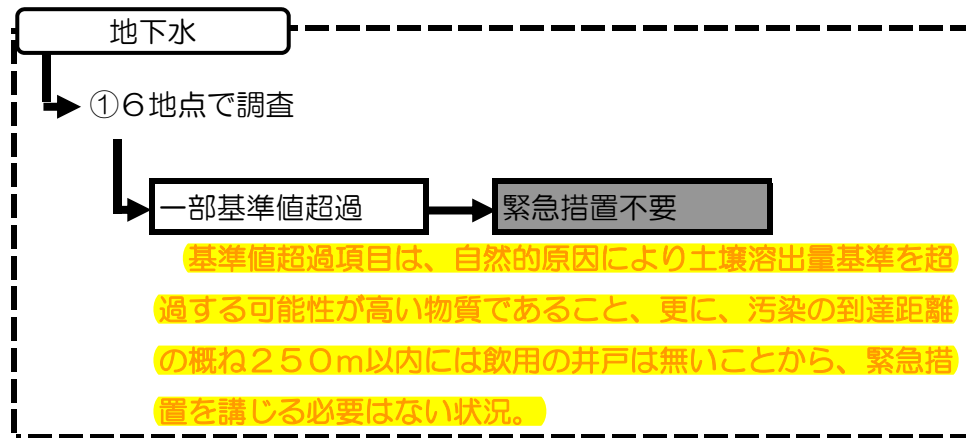 地下水
①６地点で調査
一部基準値超過
緊急措置不要
基準値超過項目は、自然的原因により土壌溶出量基準を超
過する可能性が高い物質であること、更に、汚染の到達距離
の概ね２５０ｍ以内には飲用の井戸は無いことから、緊急措
置を講じる必要はない状況。